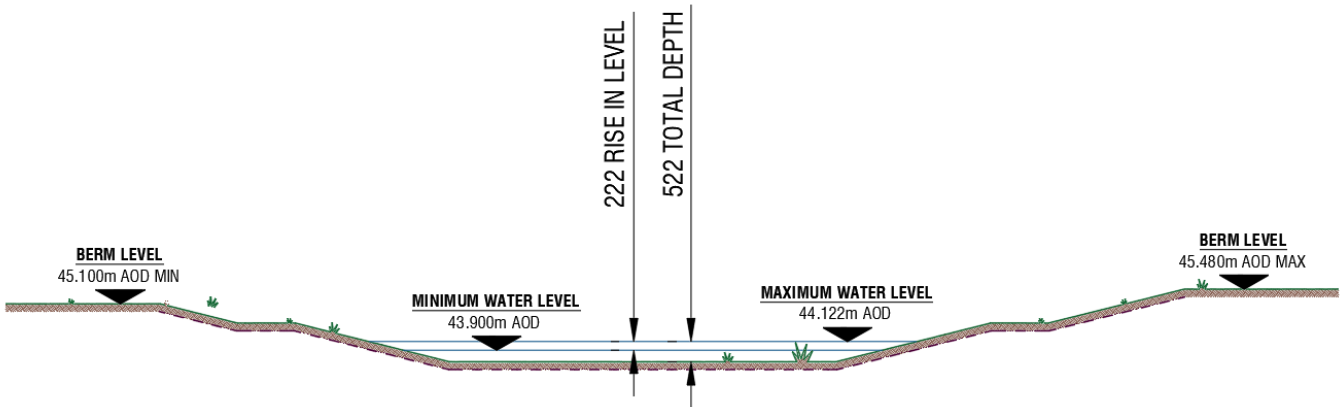 222 RISE IN LEVEL
522 TOTAL DEPTH
BERM LEVEL
45.100m AOD MIN
MINIMUM WATER LEVEL
43.900m AOD
MAXIMUM WATER LEVEL
44.122m AOD
BERM LEVEL
45.480m AOD MAX